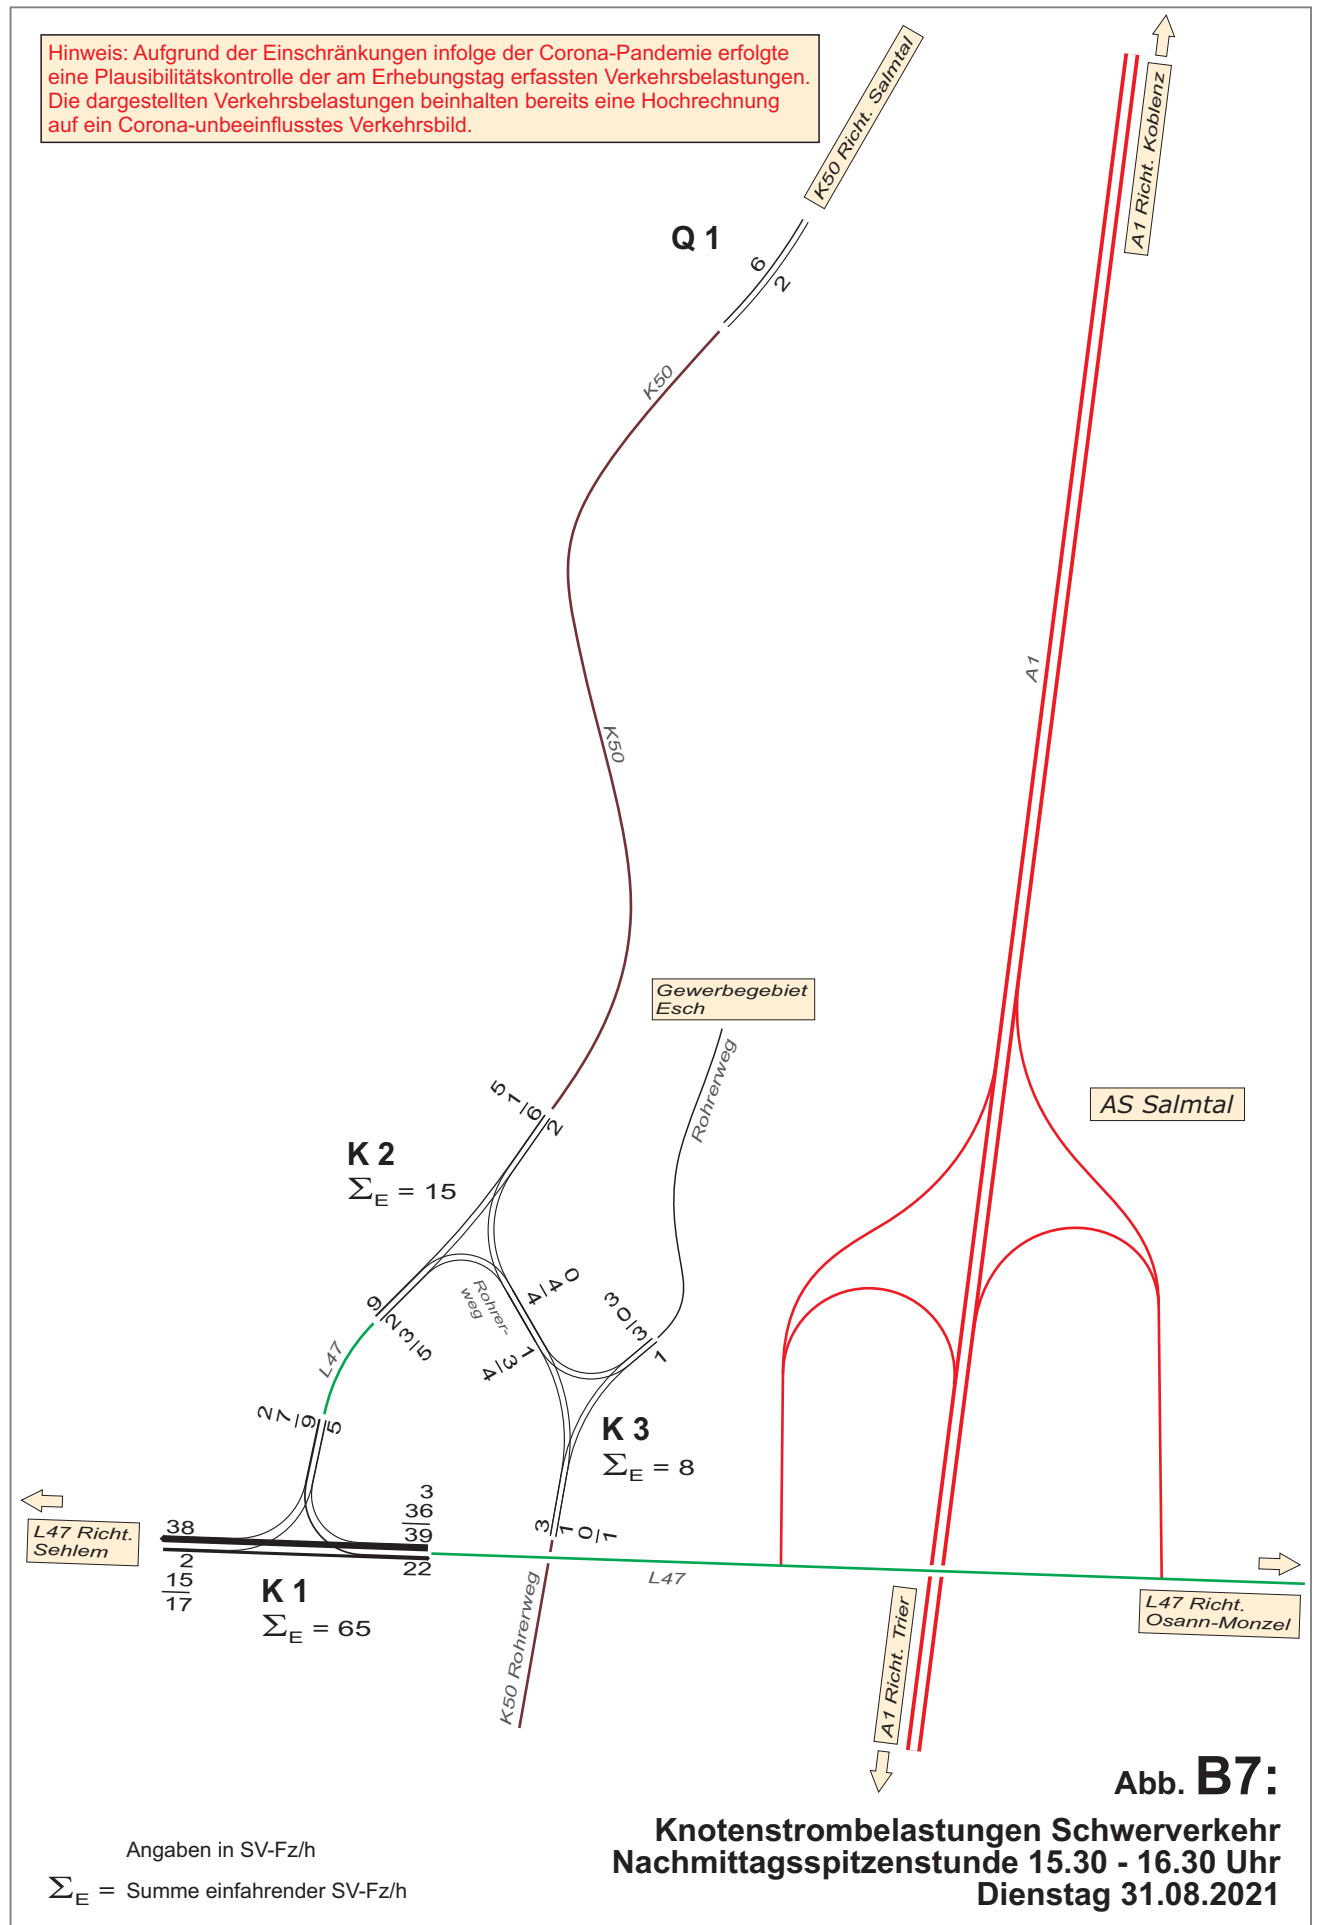 Hinweis: Aufgrund der Einschränkungen infolge der Corona-Pandemie erfolgte
eine Plausibilitätskontrolle der am Erhebungstag erfassten Verkehrsbelastungen.
Die dargestellten Verkehrsbelastungen beinhalten bereits eine Hochrechnung
auf ein Corona-unbeeinflusstes Verkehrsbild.
K50 Richt. Salmtal
A1 Richt. Koblenz
Q 1
6
2
K50
A1
K50
Gewerbegebiet
Esch
Rohrerweg
AS Salmtal
5
1
6
2
K 2
ΣE = 15
9
2
3
5
Rohrer-
weg
4
4
0
4
3
1
3
0
3
1
L47
2
7
9
5
K 3
ΣE = 8
3
1
0
1
3
36
39
22
L47 Richt.
Sehlem
38
2
15
17
K 1
ΣE = 65
L47
K50 Rohrerweg
A1 Richt. Trier
L47 Richt.
Osann-Monzel
Abb. B7:
Knotenstrombelastungen Schwerverkehr
Nachmittagsspitzenstunde 15.30 - 16.30 Uhr
Dienstag 31.08.2021
Angaben in SV-Fz/h
ΣE = Summe einfahrender SV-Fz/h